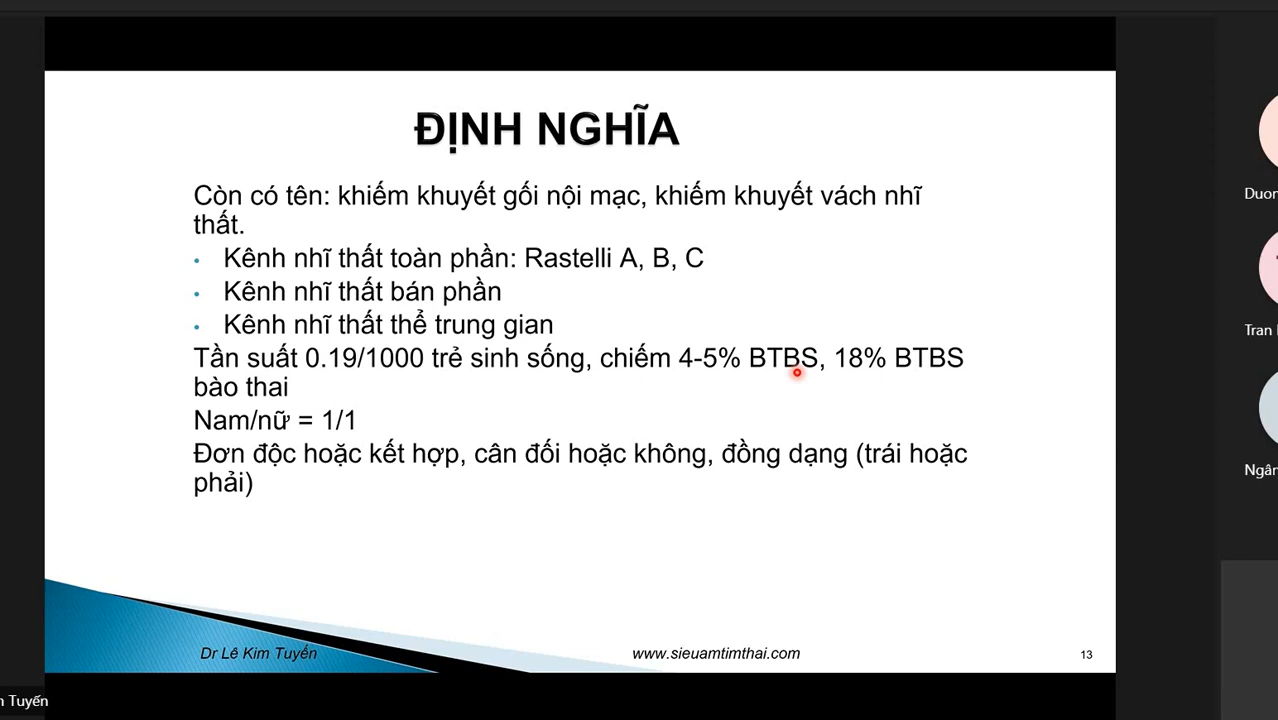 ĐỊNH NGHĨA
Còn có tên: khiếm khuyết gối nội mạc, khiếm khuyết vách nhĩ
thất.
• Kênh nhĩ thất toàn phần: Rastelli A, B, C
• Kênh nhĩ thất bán phần
• Kênh nhĩ thất thể trung gian
Tần suất 0.19/1000 trẻ sinh sống, chiếm 4-5% BTBS, 18% BTBS
bào thai
Nam/nữ = 1/1
Đơn độc hoặc kết hợp, cân đối hoặc không, đồng dạng (trái hoặc
phải)
Dr Lê Kim Tuyến
www.sieuamtimthai.com
13
Duon
Tran
Ngân
Tuyến